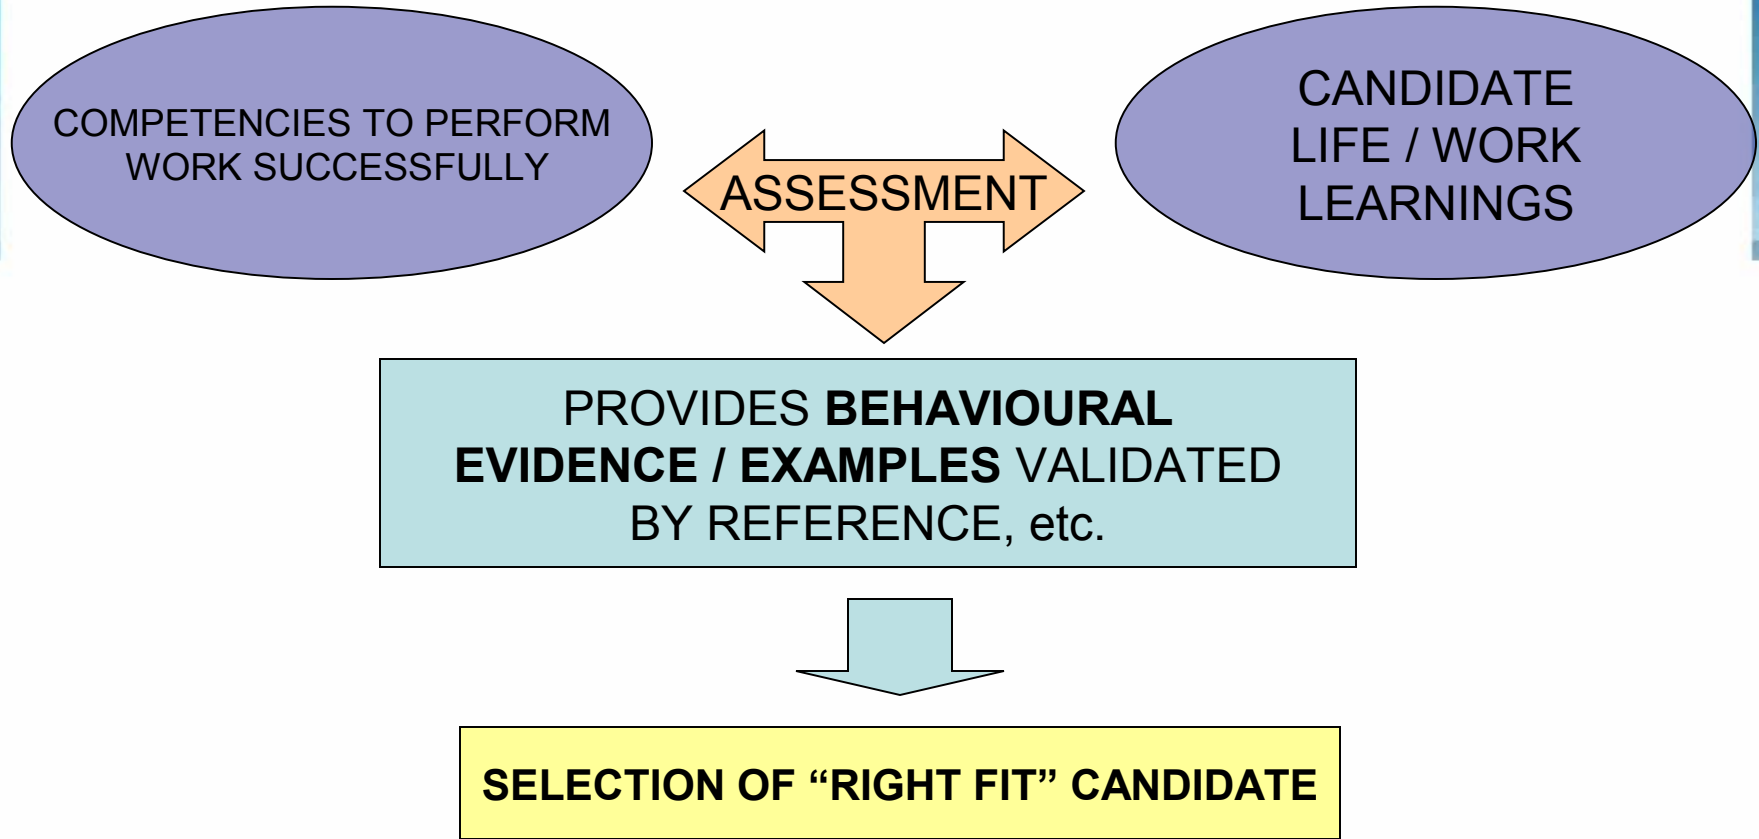 COMPETENCIES TO PERFORM
WORK SUCCESSFULLY
ASSESSMENT
CANDIDATE
LIFE / WORK
LEARNINGS
PROVIDES BEHAVIOURAL
EVIDENCE / EXAMPLES VALIDATED
BY REFERENCE, etc.
SELECTION OF “RIGHT FIT” CANDIDATE